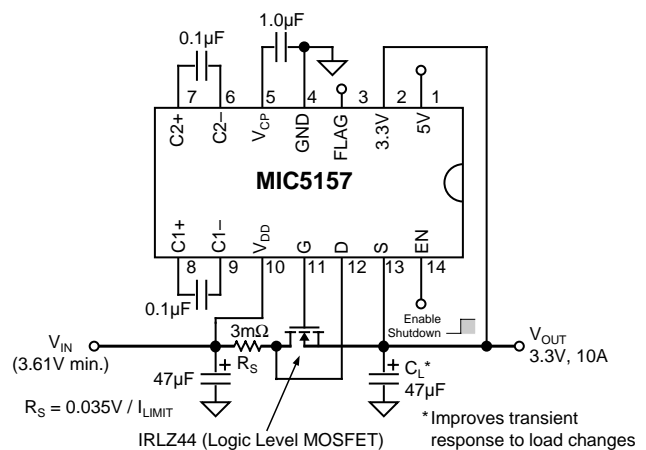 0.1µF
1.0µF
7 6 5 4 3 2 1
C2+ C2– VCP GND FLAG 3.3V 5V
MIC5157
C1+ C1– VDD G D S EN
8 9 10 11 12 13 14
0.1µF
Enable
Shutdown
VIN
(3.61V min.)
3mΩ
RS
VOUT
3.3V, 10A
47µF
CL*
47µF
RS = 0.035V / ILIMIT
IRLZ44 (Logic Level MOSFET)
*Improves transient
response to load changes